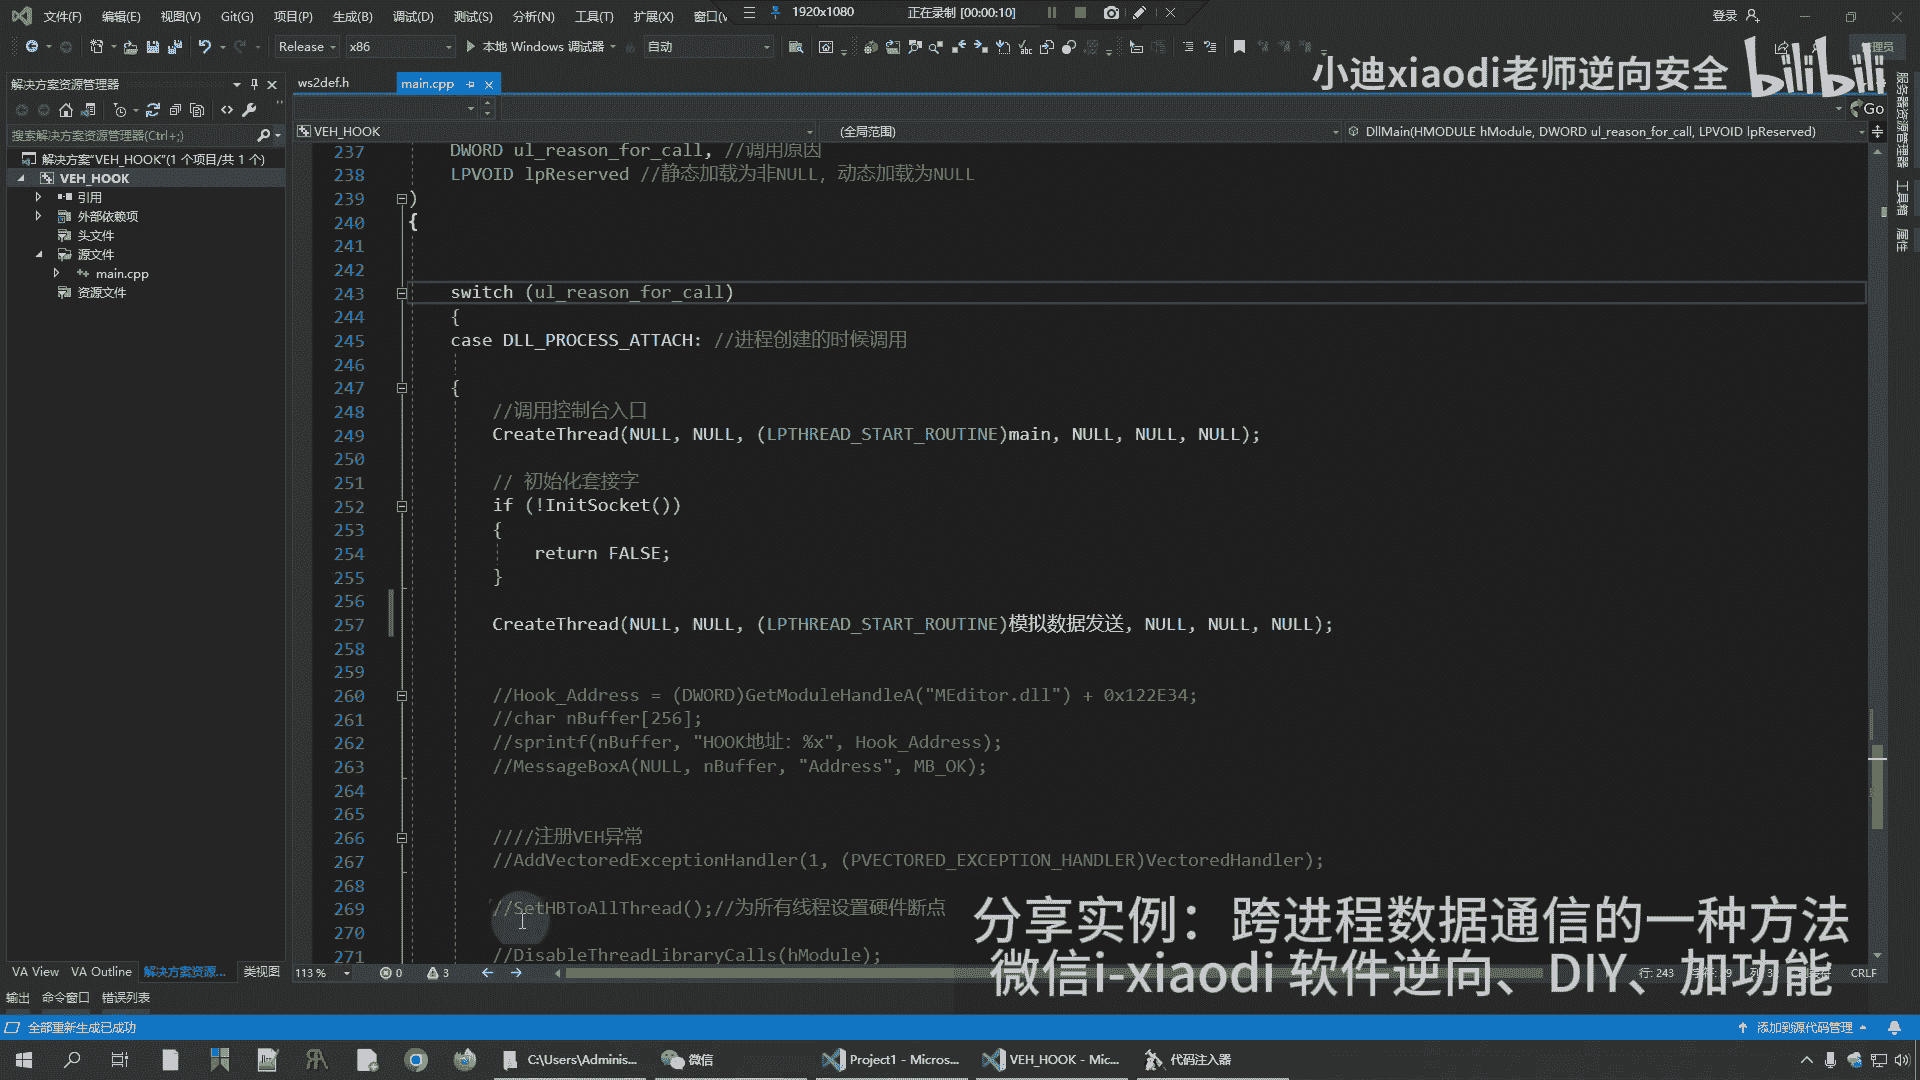 文件(F) 编辑(E) 视图(V) Git(G) 项目(P) 生成(B) 调试(D) 测试(S) 分析(N) 工具(T) 扩展(X) 窗口(
1920x1080 正在录制 [00:00:10]
登录
Release x86 本地 Windows 调试器 自动
小迪xiaodi老师逆向安全 bilibili
解决方案资源管理器
ws2def.h main.cpp
Go
搜索解决方案资源管理器(Ctrl+;)
VEH_HOOK (全局范围) DllMain(HMODULE hModule, DWORD ul_reason_for_call, LPVOID lpReserved)
解决方案"VEH_HOOK"(1 个项目/共 1 个)
VEH_HOOK
引用
外部依赖项
头文件
源文件
main.cpp
资源文件
服务器资源管理器
工具箱
属性
237 DWORD ul_reason_for_call, //调用原因
238 LPVOID lpReserved //静态加载为非NULL, 动态加载为NULL
239 )
240 {
241
242
243 switch (ul_reason_for_call)
244 {
245 case DLL_PROCESS_ATTACH: //进程创建的时候调用
246
247 {
248 //调用控制台入口
249 CreateThread(NULL, NULL, (LPTHREAD_START_ROUTINE)main, NULL, NULL, NULL);
250
251 // 初始化套接字
252 if (!InitSocket())
253 {
254 return FALSE;
255 }
256
257 CreateThread(NULL, NULL, (LPTHREAD_START_ROUTINE)模拟数据发送, NULL, NULL, NULL);
258
259
260 //Hook_Address = (DWORD)GetModuleHandleA("MEditor.dll") + 0x122E34;
261 //char nBuffer[256];
262 //sprintf(nBuffer, "HOOK地址: %x", Hook_Address);
263 //MessageBoxA(NULL, nBuffer, "Address", MB_OK);
264
265
266 ////注册VEH异常
267 //AddVectoredExceptionHandler(1, (PVECTORED_EXCEPTION_HANDLER)VectoredHandler);
268
269 //SetHBToAllThread();//为所有线程设置硬件断点
270
271 //DisableThreadLibraryCalls(hModule);
分享实例：跨进程数据通信的一种方法
微信i-xiaodi 软件逆向、DIY、加功能
VA View VA Outline 解决方案资源... 类视图
113 % 0 3 行: 243 CRLF
输出 命令窗口 错误列表
全部重新生成已成功 添加到源代码管理
C:\Users\Adminis... 微信 Project1 - Micros... VEH_HOOK - Mic... 代码注入器